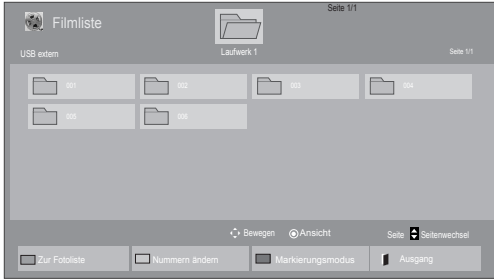 Seite 1/1
Filmliste
USB extern
Laufwerk 1
Seite 1/1
001 002 003 004
005 006
Bewegen Ansicht Seite Seitenwechsel
Zur Fotoliste Nummern ändern Markierungsmodus Ausgang